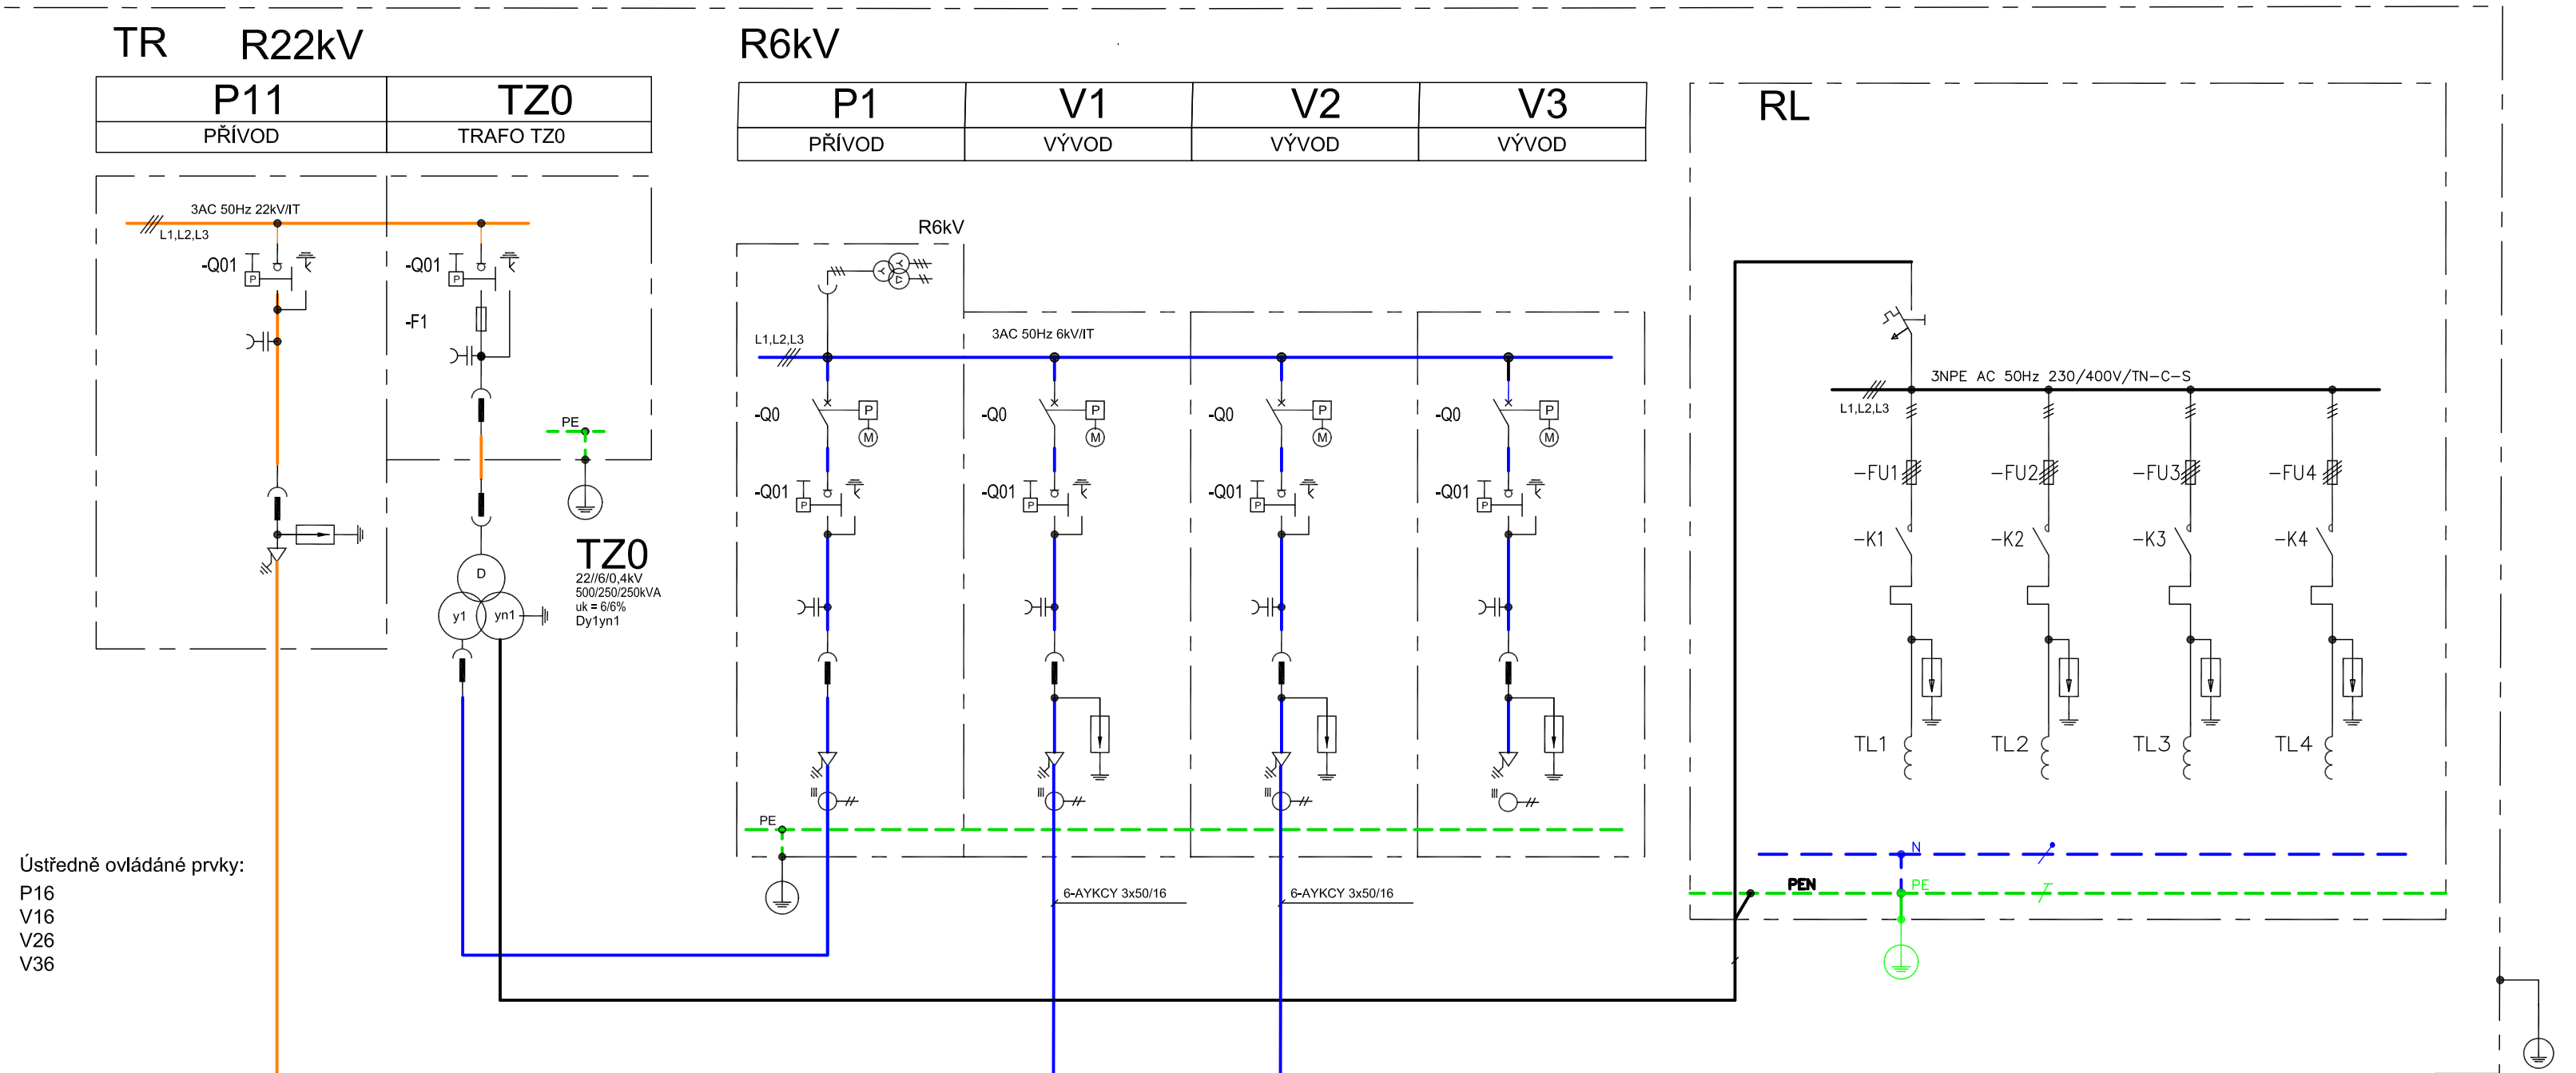 TR R22kV
P11 TZ0
PŘÍVOD TRAFO TZ0
3AC 50Hz 22kV/IT
L1,L2,L3
-Q01 P
-Q01 P
-F1
PE
D
y1 yn1
TZ0
22//6/0,4kV
500/250/250kVA
uk = 6/6%
Dy1yn1
Ústředně ovládáné prvky:
P16
V16
V26
V36
R6kV
P1 V1 V2 V3
PŘÍVOD VÝVOD VÝVOD VÝVOD
R6kV
L1,L2,L3
3AC 50Hz 6kV/IT
-Q0 P -Q0 P -Q0 P -Q0 P
M M M M
-Q01 P -Q01 P -Q01 P -Q01 P
PE
6-AYKCY 3x50/16 6-AYKCY 3x50/16
RL
3NPE AC 50Hz 230/400V/TN-C-S
L1,L2,L3
-FU1 -FU2 -FU3 -FU4
-K1 -K2 -K3 -K4
TL1 TL2 TL3 TL4
N
PEN PE